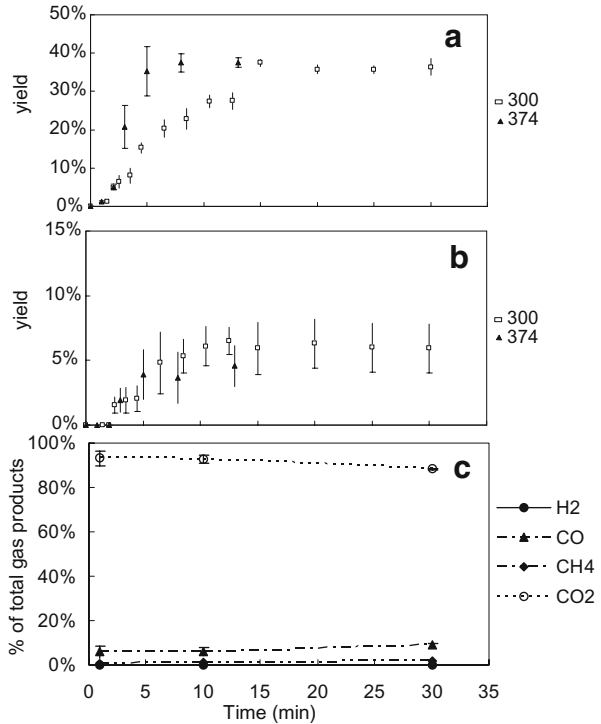 50%
40%
30%
20%
10%
0%
yield
a
300
374
15%
10%
5%
0%
yield
b
300
374
100%
80%
60%
40%
20%
0%
% of total gas products
c
H2
CO
CH4
CO2
0 5 10 15 20 25 30 35
Time (min)